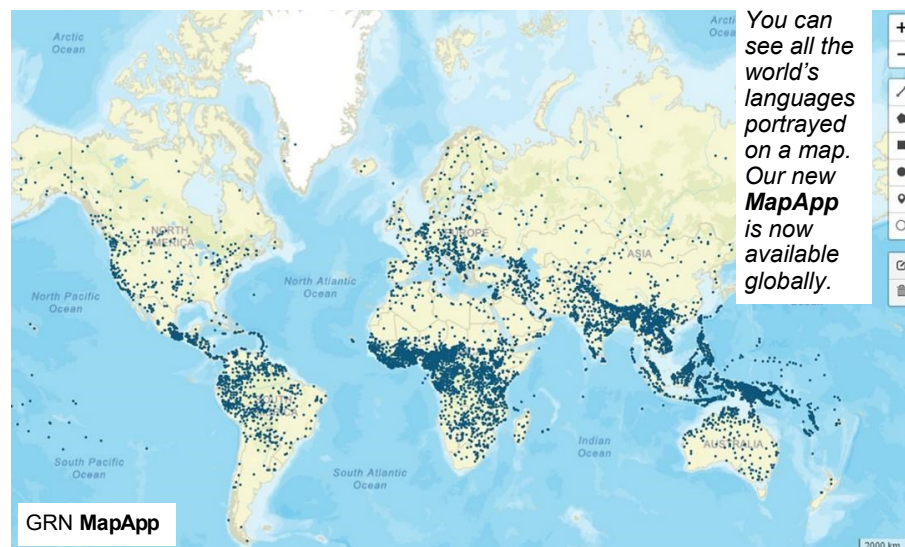 Arctic
Ocean
Arcti
Ocea
You can
see all the
world's
languages
portrayed
on a map.
Our new
MapApp
is now
available
globally.
NORTH
AMERICA
EUROPE
ASIA
North Atlantic
Ocean
North Pacific
Ocean
AUSTRALIA
Indian
Ocean
South Pacific
Ocean
South Atlantic
Ocean
GRN MapApp
2000 km